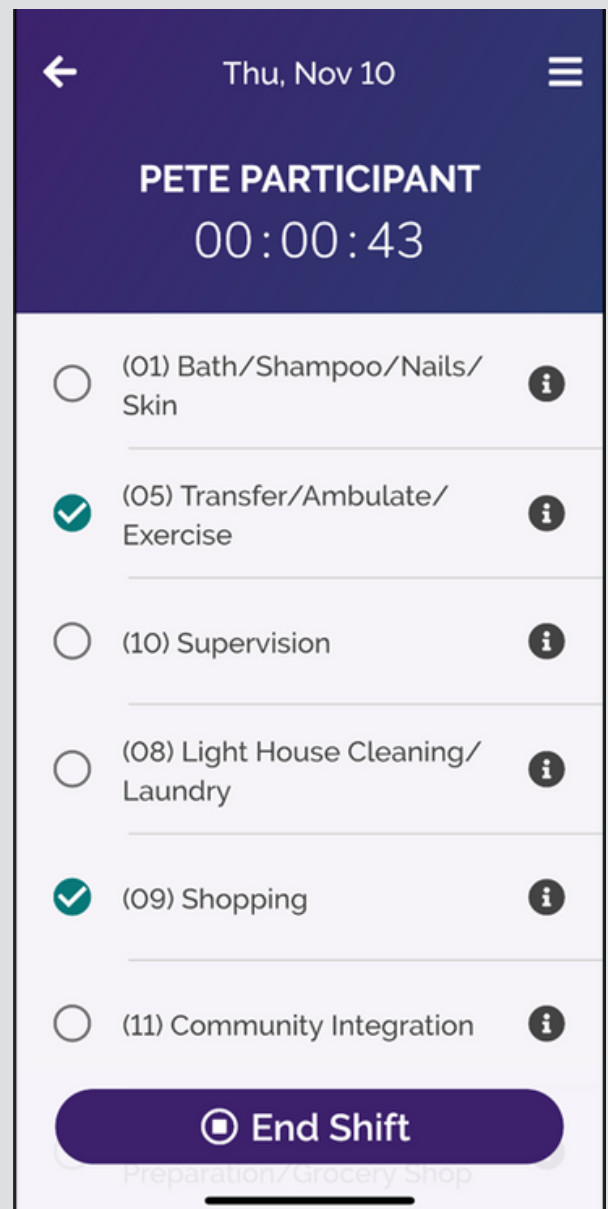 Thu, Nov 10
PETE PARTICIPANT
00:00:43
(01) Bath/Shampoo/Nails/
Skin
(05) Transfer/Ambulate/
Exercise
(10) Supervision
(08) Light House Cleaning/
Laundry
(09) Shopping
(11) Community Integration
End Shift
Preparation/Grocery Shop